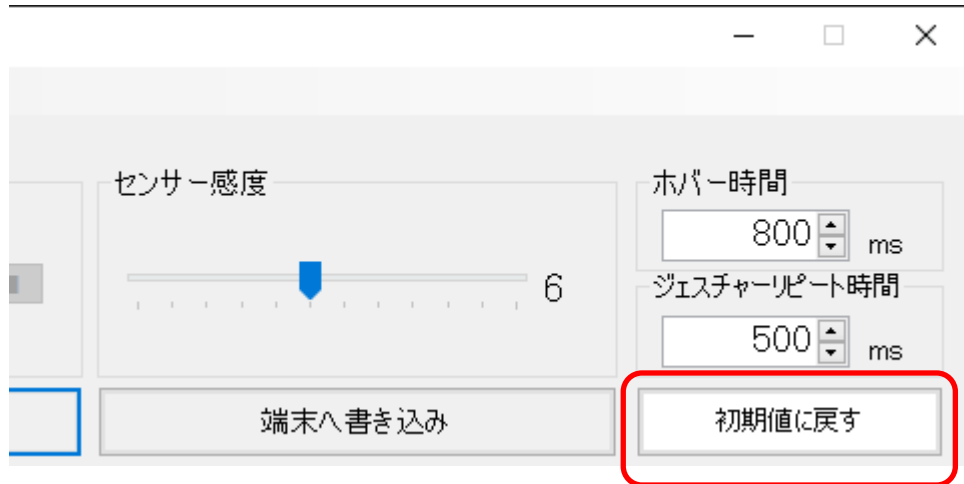 センサー感度
6
ホバー時間
800 ms
ジェスチャーリピート時間
500 ms
端末へ書き込み
初期値に戻す